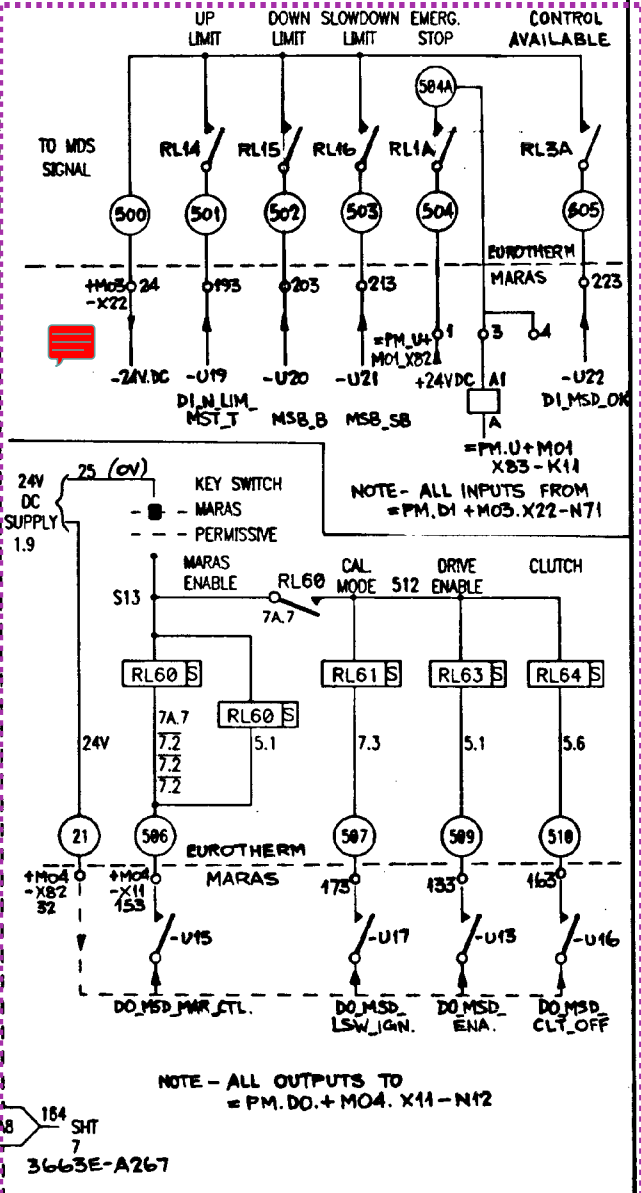 UP LIMIT
DOWN LIMIT
SLOWDOWN LIMIT
EMERG. STOP
CONTROL AVAILABLE
504A
TO MDS
SIGNAL
RL14
RL15
RL16
RL1A
RL3A
500
501
502
503
504
605
EUROTHERM
MARAS
+M03
-X22
24
193
203
213
=PM_U+
M01_X82
1
3
4
223
-24V.DC
-U19
-U20
-U21
+24VDC
A1
A
-U22
DI_N_LIM_
MST_T
MSB_B
MSB_SB
DI_MSD_OK
=PM.U+M01
X83-K11
NOTE- ALL INPUTS FROM
=PM.DI +M03.X22-N71
24V
DC
SUPPLY
1.9
25 (0V)
KEY SWITCH
MARAS
PERMISSIVE
MARAS
ENABLE
S13
RL60
7A.7
CAL.
MODE
512
DRIVE
ENABLE
CLUTCH
RL60 S
RL60 S
RL61 S
RL63 S
RL64 S
24V
7A.7
7.2
7.2
7.2
5.1
7.3
5.1
5.6
21
506
507
509
510
EUROTHERM
MARAS
+M04
-X82
32
+M04
-X11
153
173
133
163
-U15
-U17
-U13
-U16
DO_MSD_MAR_CTL.
DO_MSD_
LSW_IGN.
DO_MSD_
ENA.
DO_MSD_
CLT_OFF
NOTE - ALL OUTPUTS TO
= PM.DO.+ M04. X11-N12
8
164
SHT
7
3663E-A267